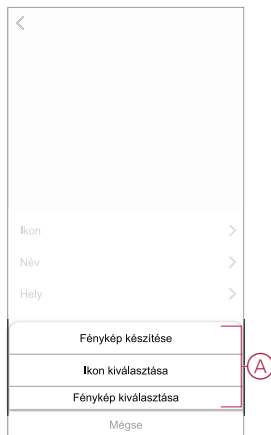 Ikon
Név
Hely
Fénykép készítése
Ikon kiválasztása
Fénykép kiválasztása
A
Mégse